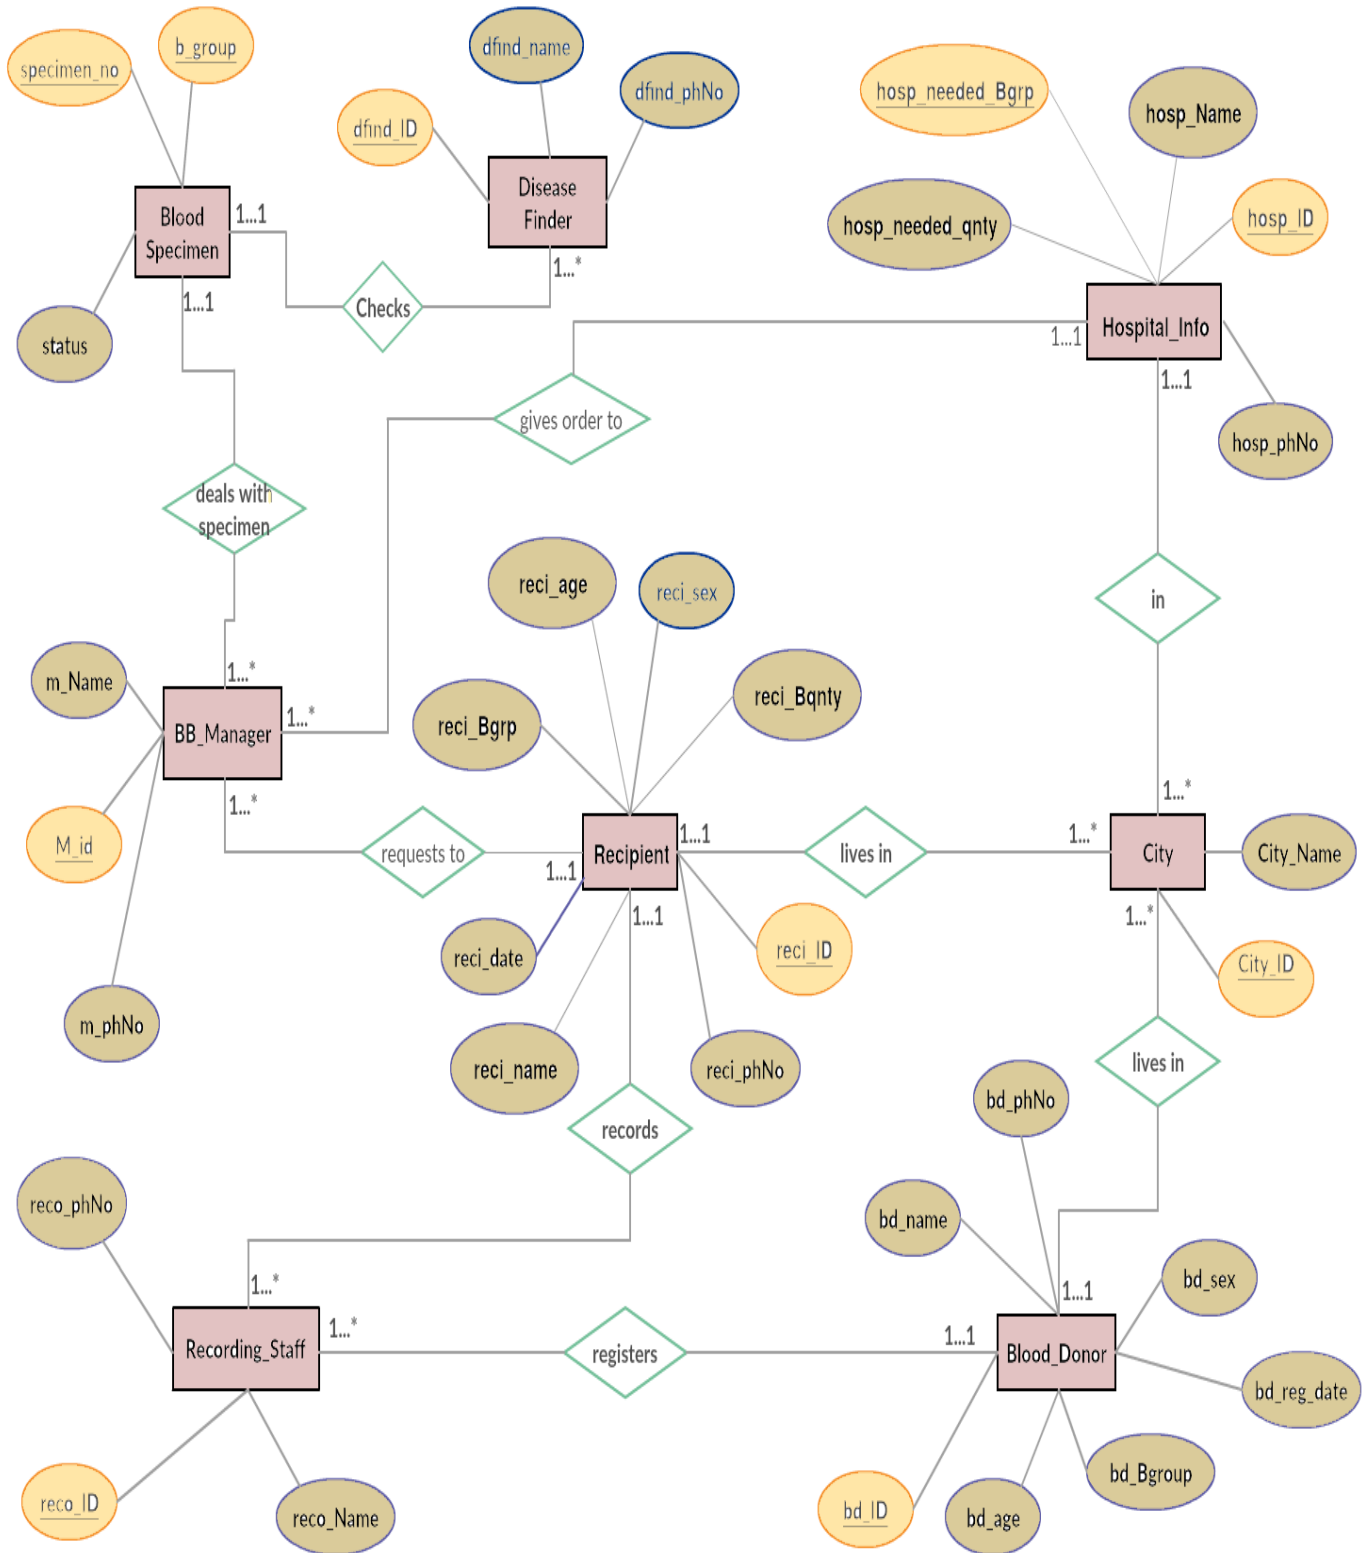 b_group
specimen_no
dfind_name
dfind_phNo
dfind_ID
hosp_needed_Bgrp
hosp_Name
hosp_needed_qnty
hosp_ID
Blood
Specimen
1...1
Disease
Finder
1...*
1...1
status
Checks
Hospital_Info
1...1
1...1
gives order to
hosp_phNo
deals with
specimen
in
reci_age
reci_sex
m_Name
1...*
reci_Bgrp
reci_Bqnty
BB_Manager
1...*
1...*
M_id
1...*
requests to
1...1
Recipient
1...1
lives in
1...*
City
City_Name
reci_date
1...1
reci_ID
1...*
City_ID
m_phNo
reci_name
reci_phNo
lives in
bd_phNo
records
reco_phNo
bd_name
bd_sex
1...*
1...1
Recording_Staff
1...*
registers
1...1
Blood_Donor
bd_reg_date
reco_ID
reco_Name
bd_ID
bd_age
bd_Bgroup